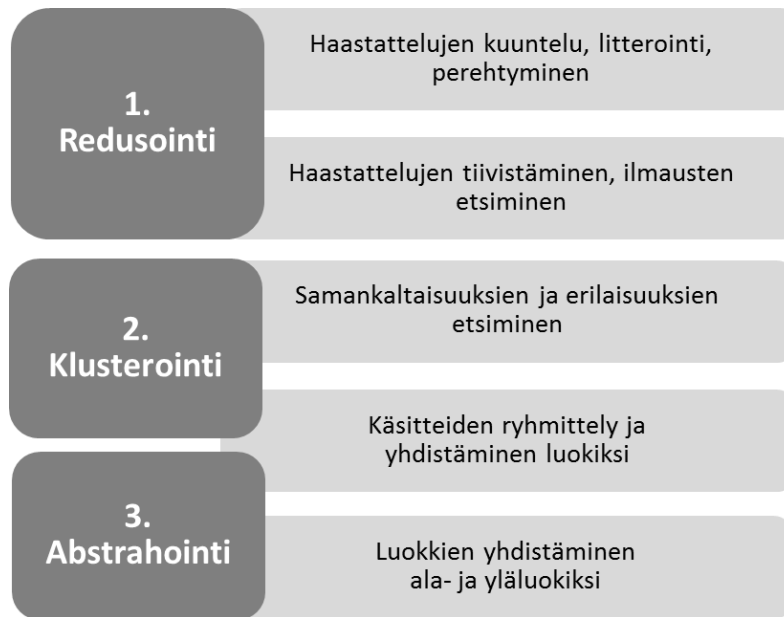 1.
Redusointi
Haastattelujen kuuntelu, litterointi,
perehtyminen
Haastattelujen tiivistäminen, ilmausten
etsiminen
2.
Klusterointi
Samankaltaisuuksien ja erilaisuuksien
etsiminen
Käsitteiden ryhmittely ja
yhdistäminen luokiksi
3.
Abstrahointi
Luokkien yhdistäminen
ala- ja yläluokiksi